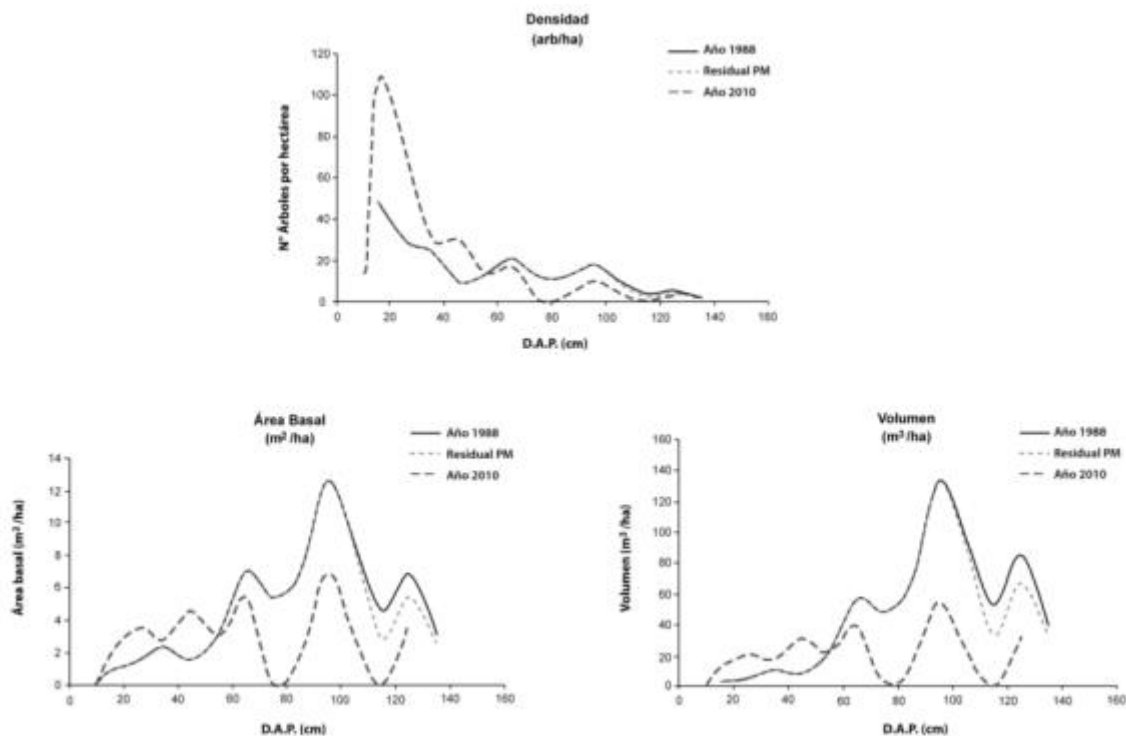 Densidad
(arb/ha)
Año 1988
Residual PM
Año 2010
N° Árboles por hectárea
120
100
80
60
40
20
0
0 20 40 60 80 100 120 140 160
D.A.P. (cm)
Área Basal
(m² /ha)
Año 1988
Residual PM
Año 2010
Área basal (m² /ha)
14
12
10
8
6
4
2
0
0 20 40 60 80 100 120 140 160
D.A.P. (cm)
Volumen
(m³ /ha)
Año 1988
Residual PM
Año 2010
Volumen (m³ /ha)
160
140
120
100
80
60
40
20
0
0 20 40 60 80 100 120 140 160
D.A.P. (cm)